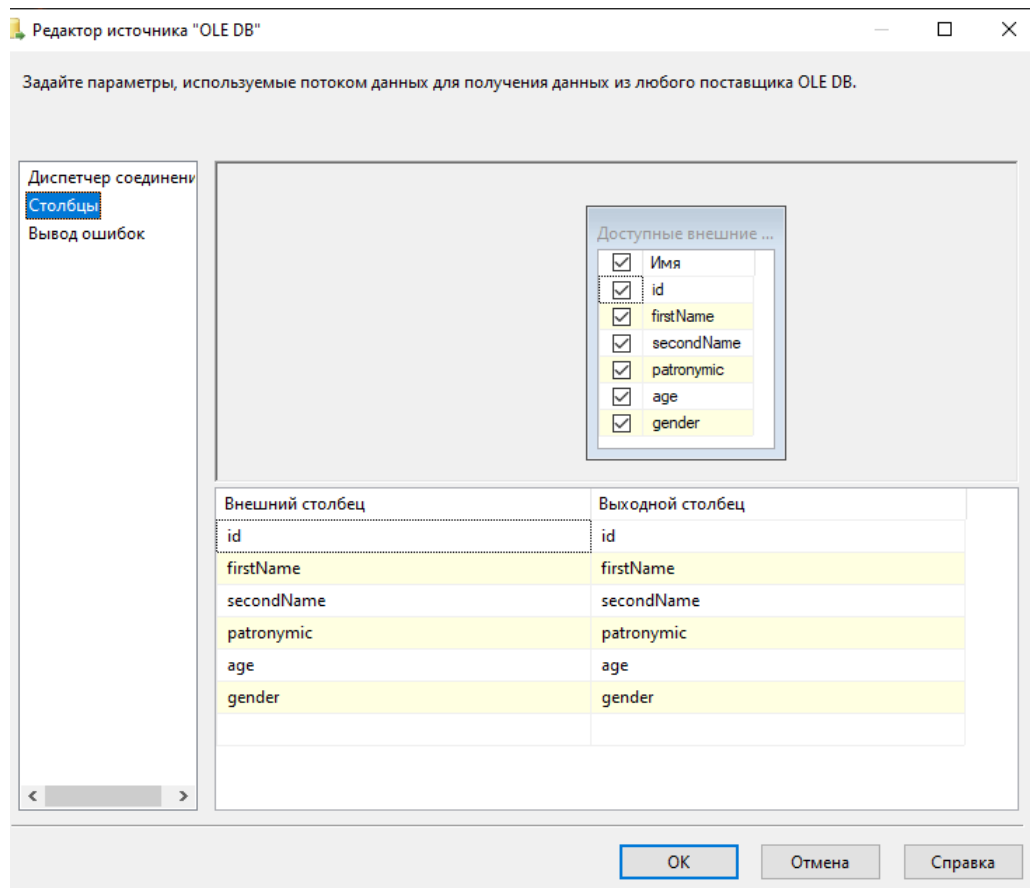 Редактор источника "OLE DB"
Задайте параметры, используемые потоком данных для получения данных из любого поставщика OLE DB.
Диспетчер соединени
Столбцы
Вывод ошибок
Доступные внешние ...
Имя
id
firstName
secondName
patronymic
age
gender
Внешний столбец Выходной столбец
id id
firstName firstName
secondName secondName
patronymic patronymic
age age
gender gender
ОК Отмена Справка